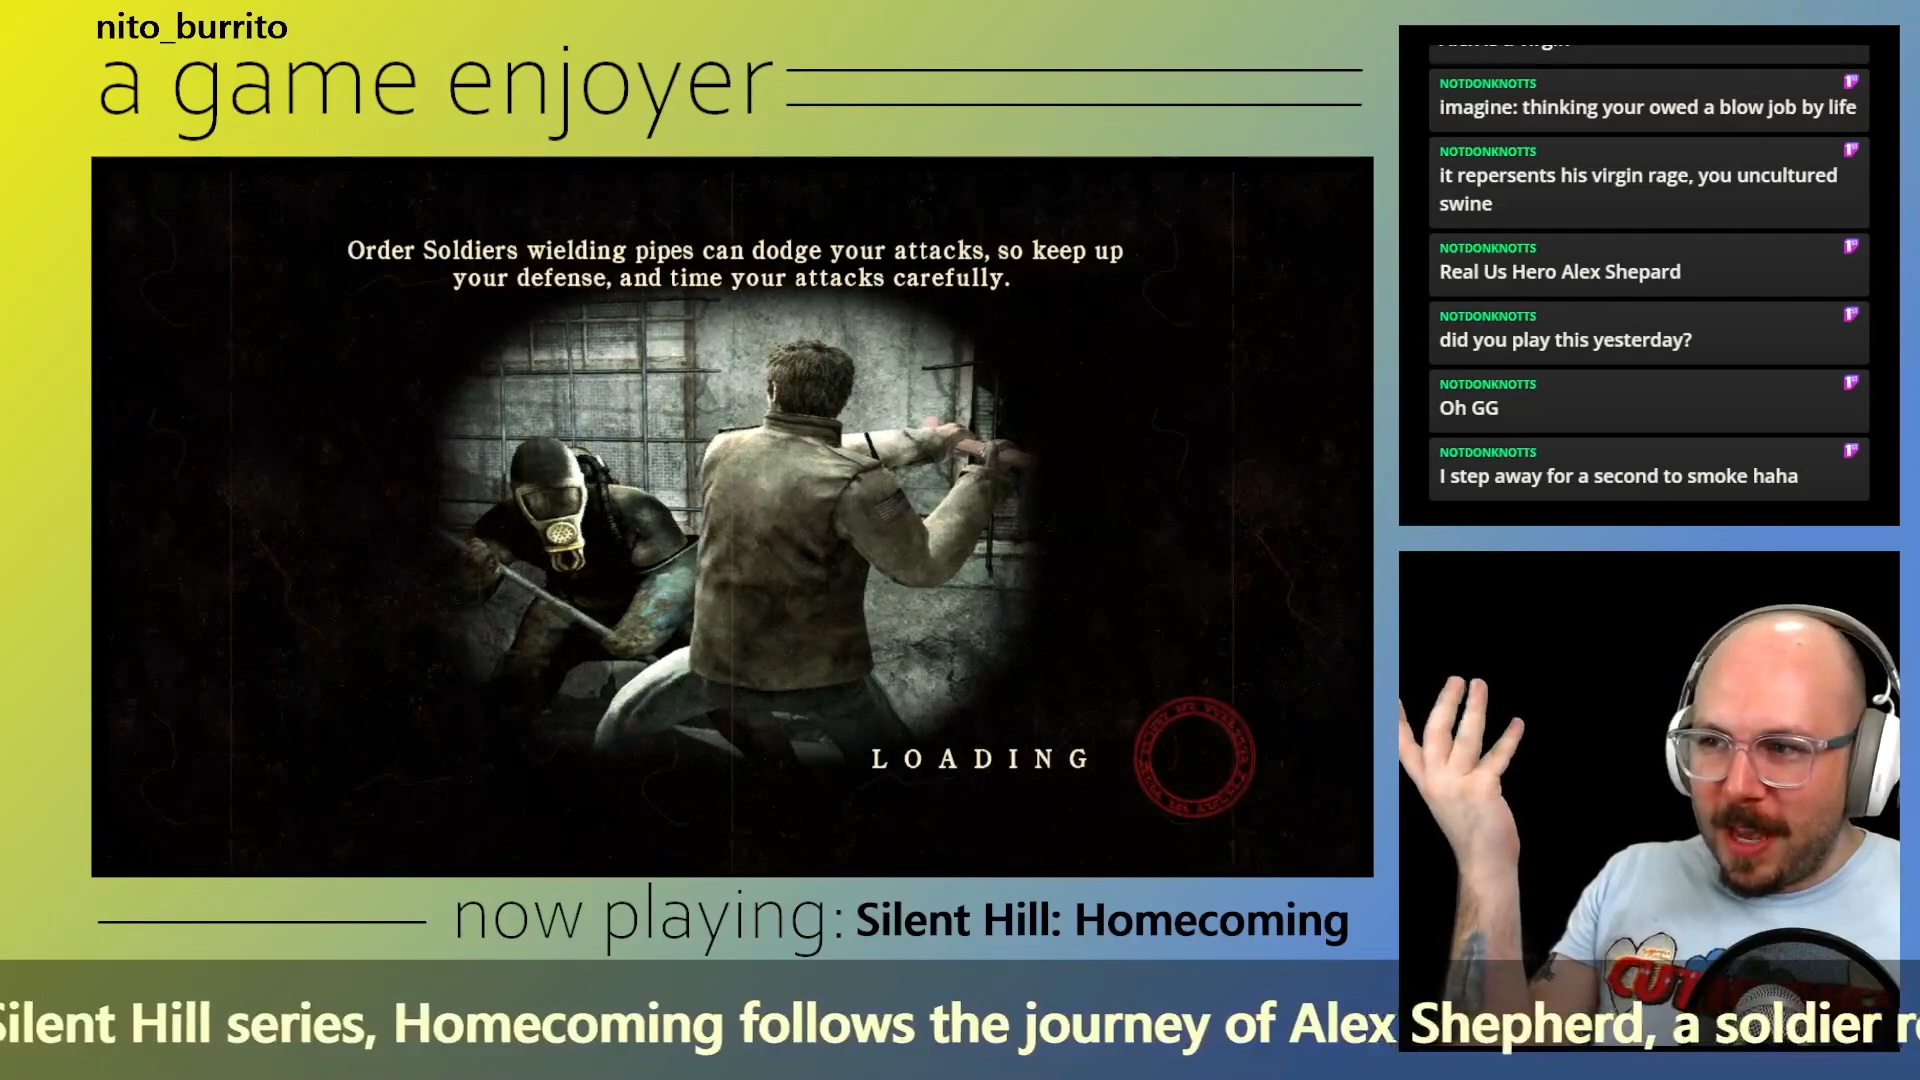 nito_burrito
a game enjoyer
Order Soldiers wielding pipes can dodge your attacks, so keep up
your defense, and time your attacks carefully.
LOADING
now playing: Silent Hill: Homecoming
NOTDONKNOTTS
imagine: thinking your owed a blow job by life
NOTDONKNOTTS
it repersents his virgin rage, you uncultured
swine
NOTDONKNOTTS
Real Us Hero Alex Shepard
NOTDONKNOTTS
did you play this yesterday?
NOTDONKNOTTS
Oh GG
NOTDONKNOTTS
I step away for a second to smoke haha
Silent Hill series, Homecoming follows the journey of Alex Shepherd, a soldier